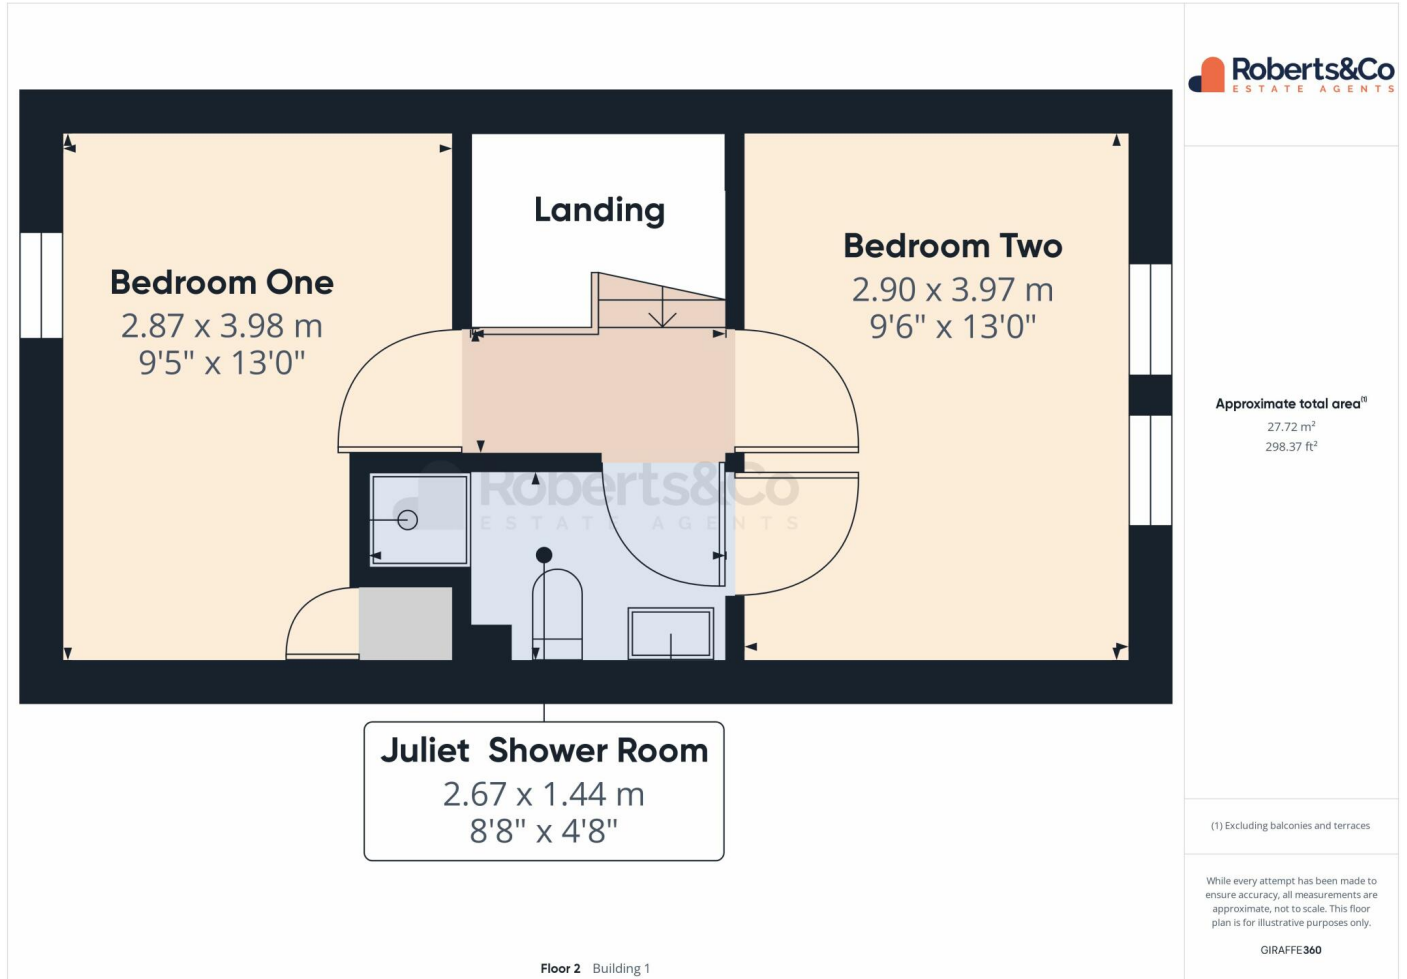 Roberts&Co
ESTATE AGENTS
Landing
Bedroom One
2.87 x 3.98 m
9'5" x 13'0"
Bedroom Two
2.90 x 3.97 m
9'6" x 13'0"
Roberts&Co
ESTATE AGENTS
Juliet  Shower Room
2.67 x 1.44 m
8'8" x 4'8"
Floor 2 Building 1
Approximate total area(1)
27.72 m²
298.37 ft²
(1) Excluding balconies and terraces
While every attempt has been made to
ensure accuracy, all measurements are
approximate, not to scale. This floor
plan is for illustrative purposes only.
GIRAFFE360